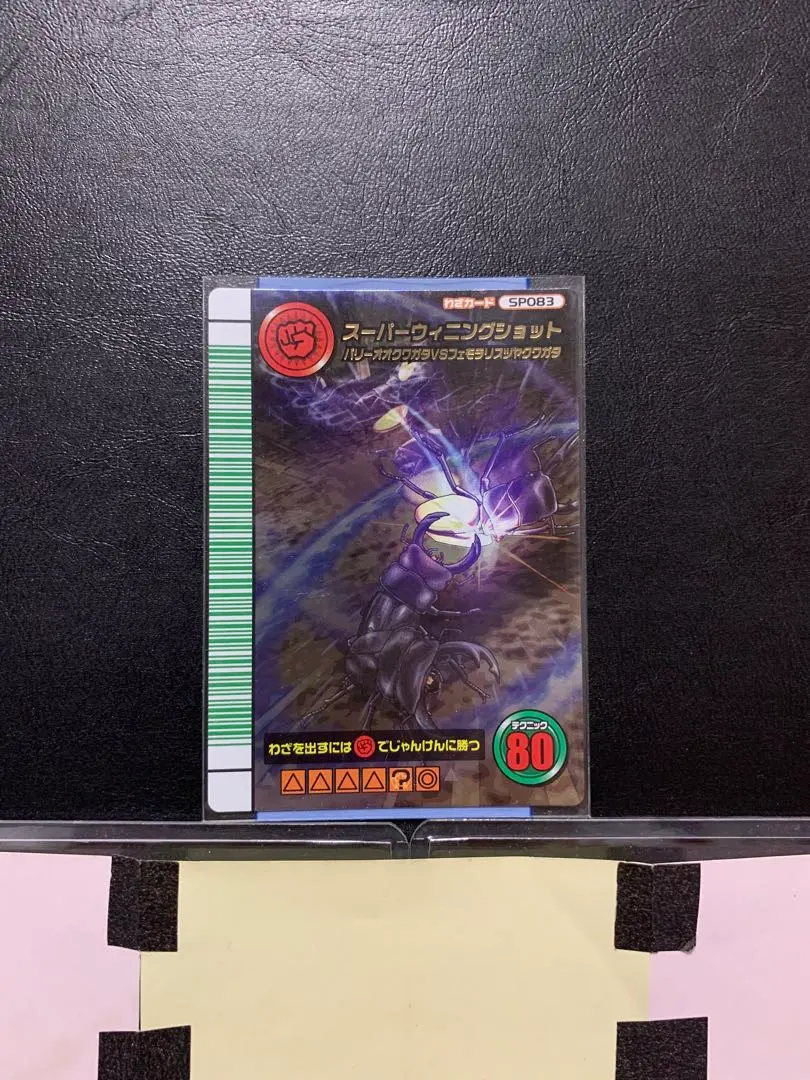 わざカード SP083
スーパーウィニングショット
パリーオオクワガタVSフェモラリスツヤクワガタ
テクニック
80
わざを出すには でじゃんけんに勝つ
△△△△?◎